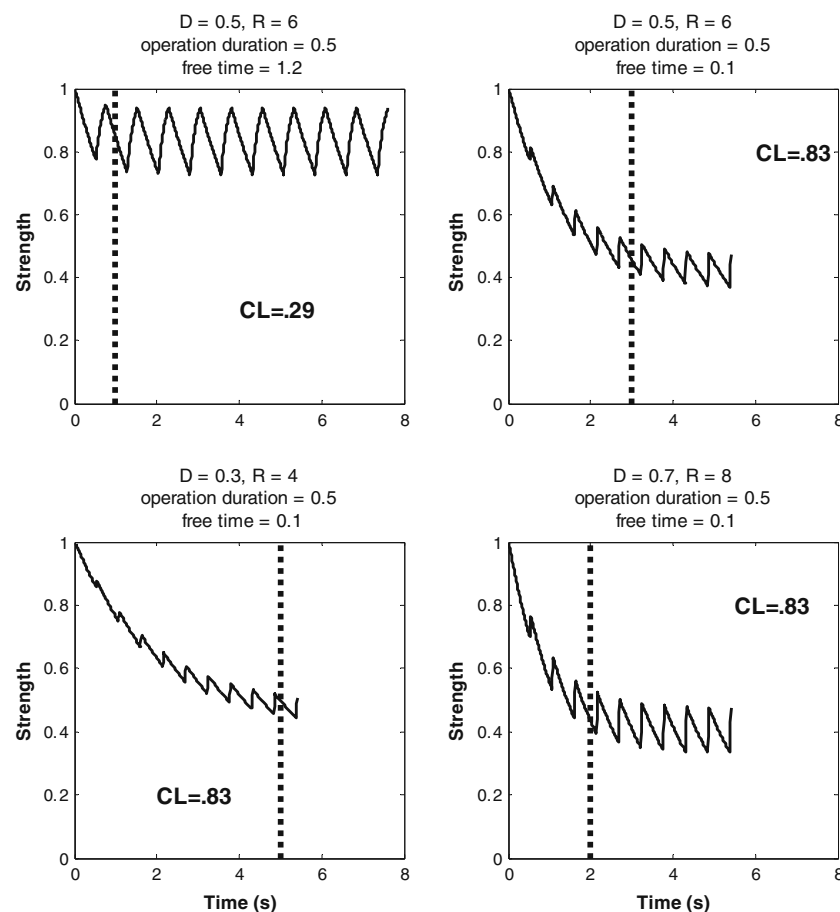 D = 0.5, R = 6
operation duration = 0.5
free time = 1.2
1
0.8
0.6
0.4
0.2
0
Strength
CL=.29
0 2 4 6 8
D = 0.5, R = 6
operation duration = 0.5
free time = 0.1
1
0.8
0.6
0.4
0.2
0
Strength
CL=.83
0 2 4 6 8
D = 0.3, R = 4
operation duration = 0.5
free time = 0.1
1
0.8
0.6
0.4
0.2
0
Strength
CL=.83
0 2 4 6 8
Time (s)
D = 0.7, R = 8
operation duration = 0.5
free time = 0.1
1
0.8
0.6
0.4
0.2
0
Strength
CL=.83
0 2 4 6 8
Time (s)